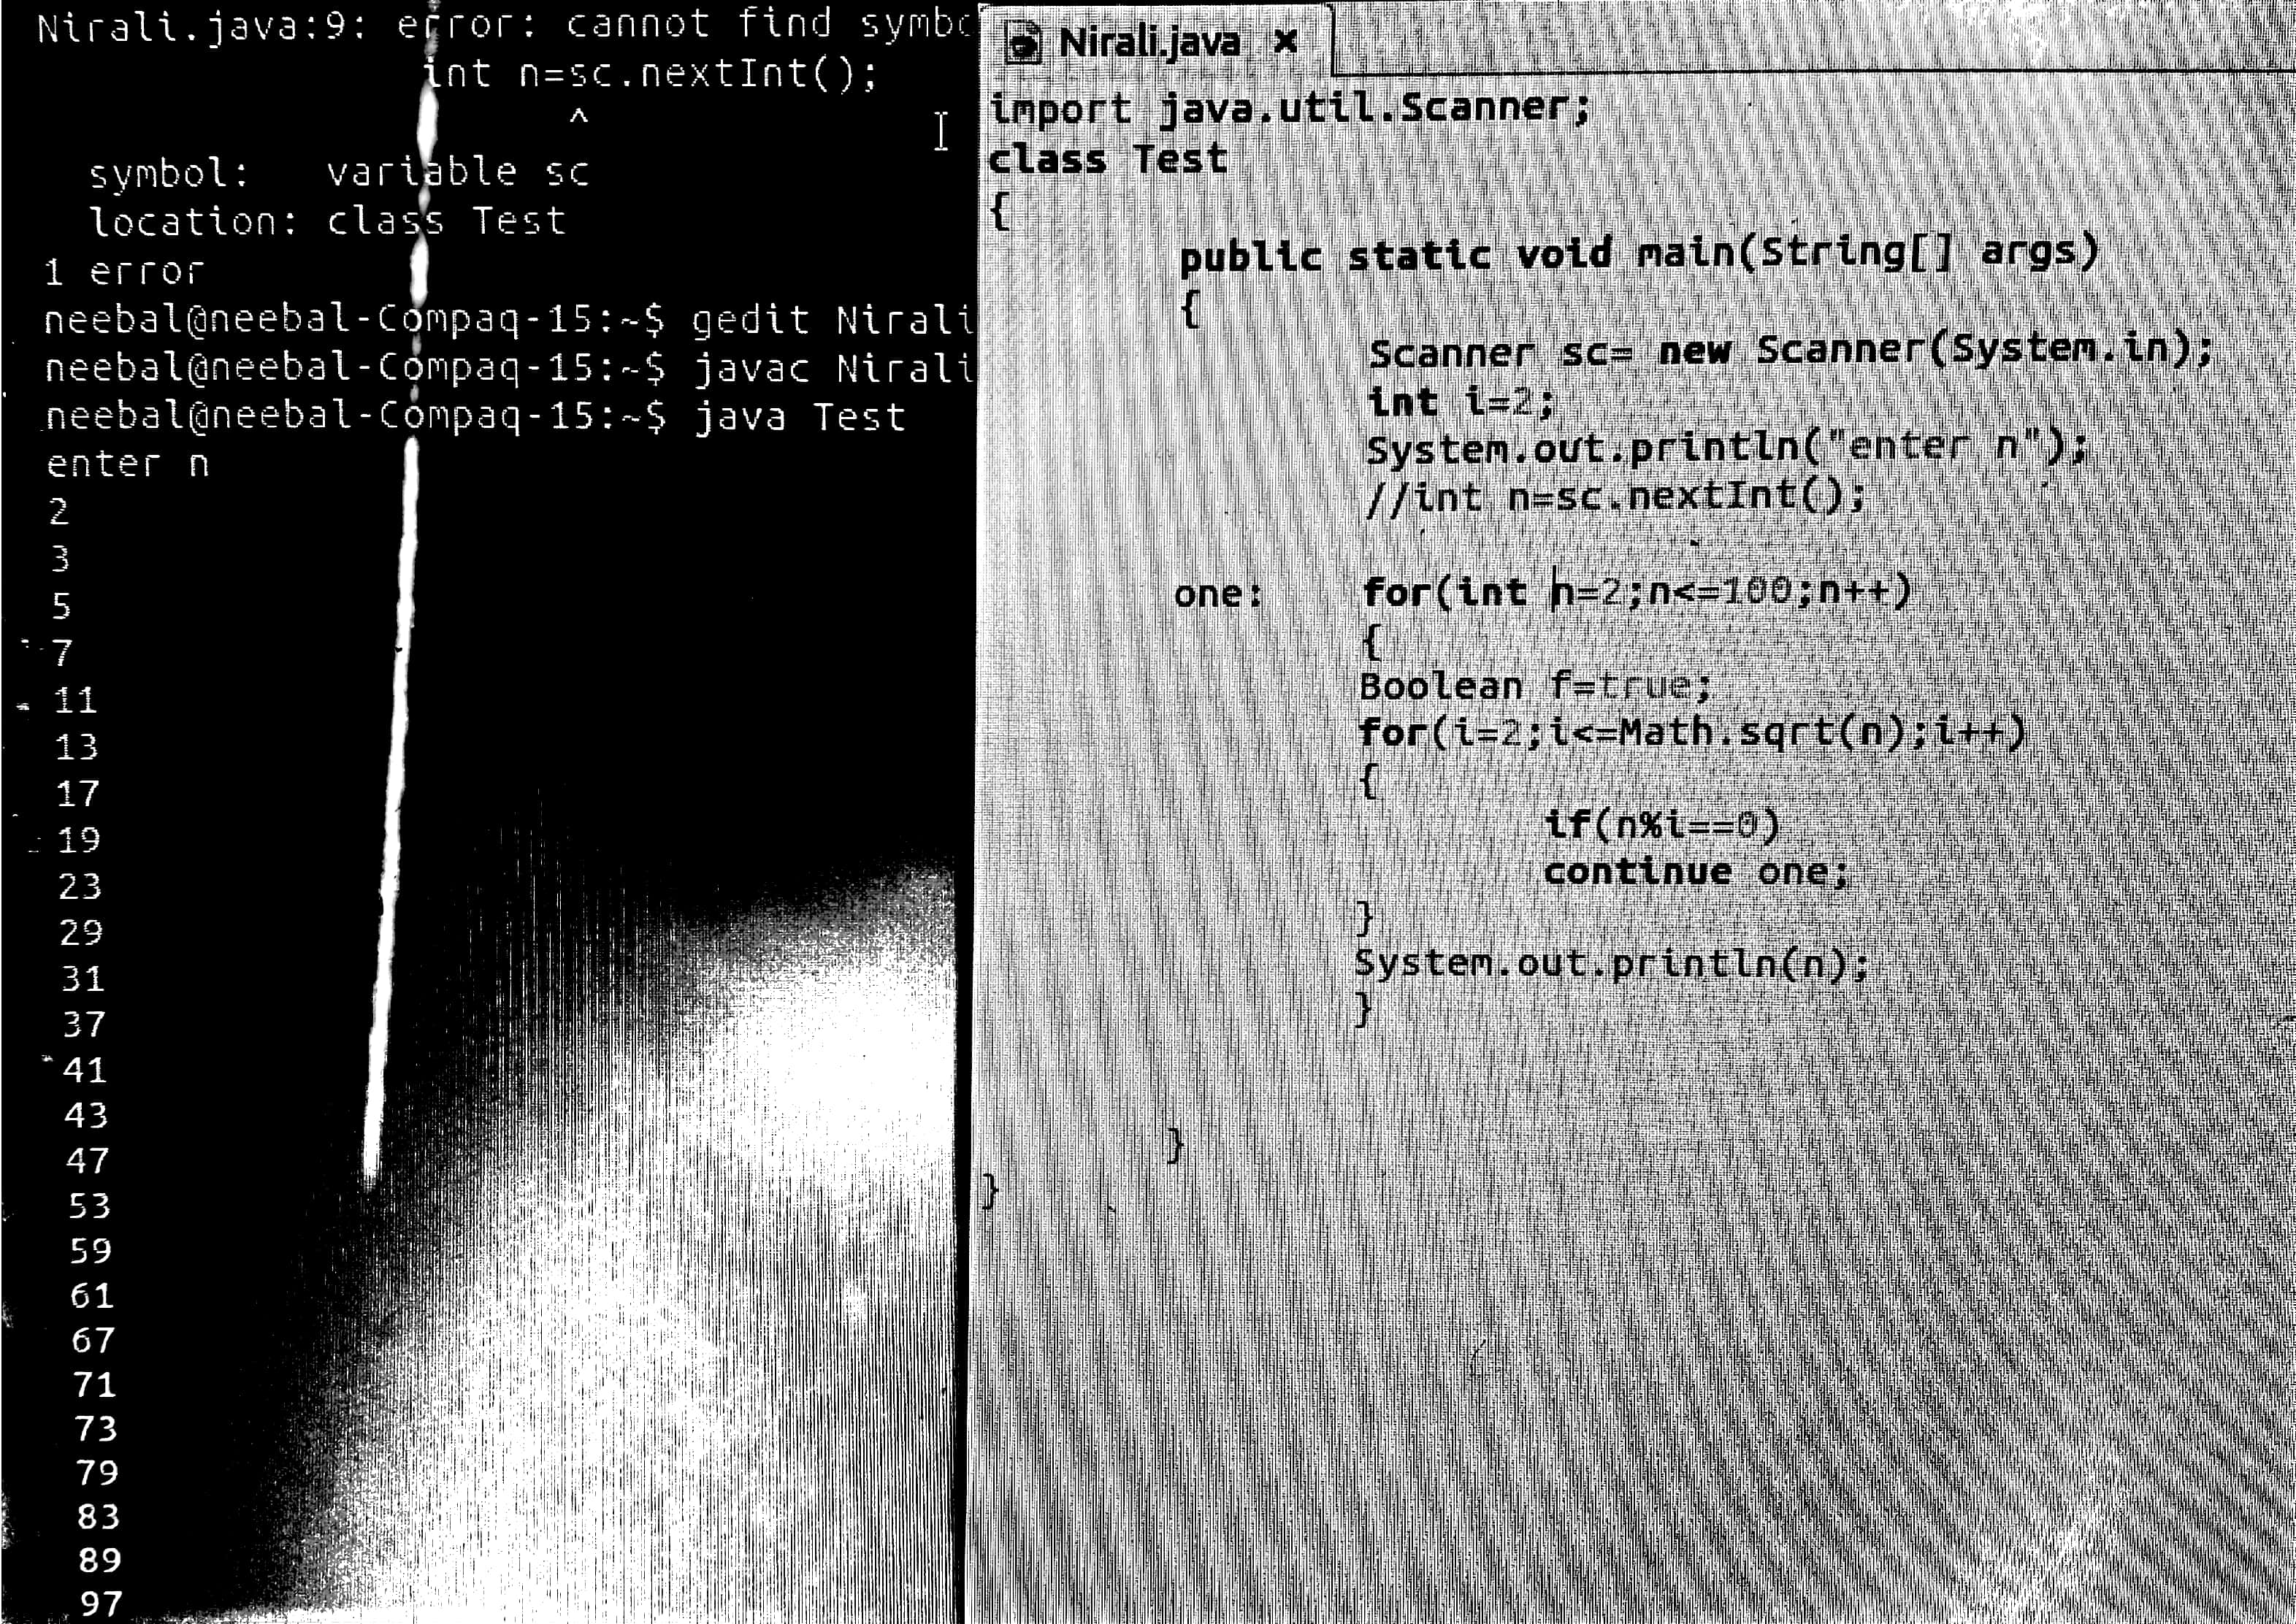 Nirali.java:9: error: cannot find symbo
int n=sc.nextInt();
^
symbol: variable sc
location: class Test
1 error
neebal@neebal-Compaq-15:~$ gedit Nirali
neebal@neebal-Compaq-15:~$ javac Nirali
neebal@neebal-Compaq-15:~$ java Test
enter n
2
3
5
7
11
13
17
19
23
29
31
37
41
43
47
53
59
61
67
71
73
79
83
89
97
Nirali.java ×
import java.util.Scanner;
class Test
{
public static void main(String[] args)
{
Scanner sc= new Scanner(System.in);
int i=2;
System.out.println("enter n");
//int n=sc.nextInt();
one: for(int n=2;n<=100;n++)
{
Boolean f=true;
for(i=2;i<=Math.sqrt(n);i++)
{
if(n%i==0)
continue one;
}
System.out.println(n);
}
}
}